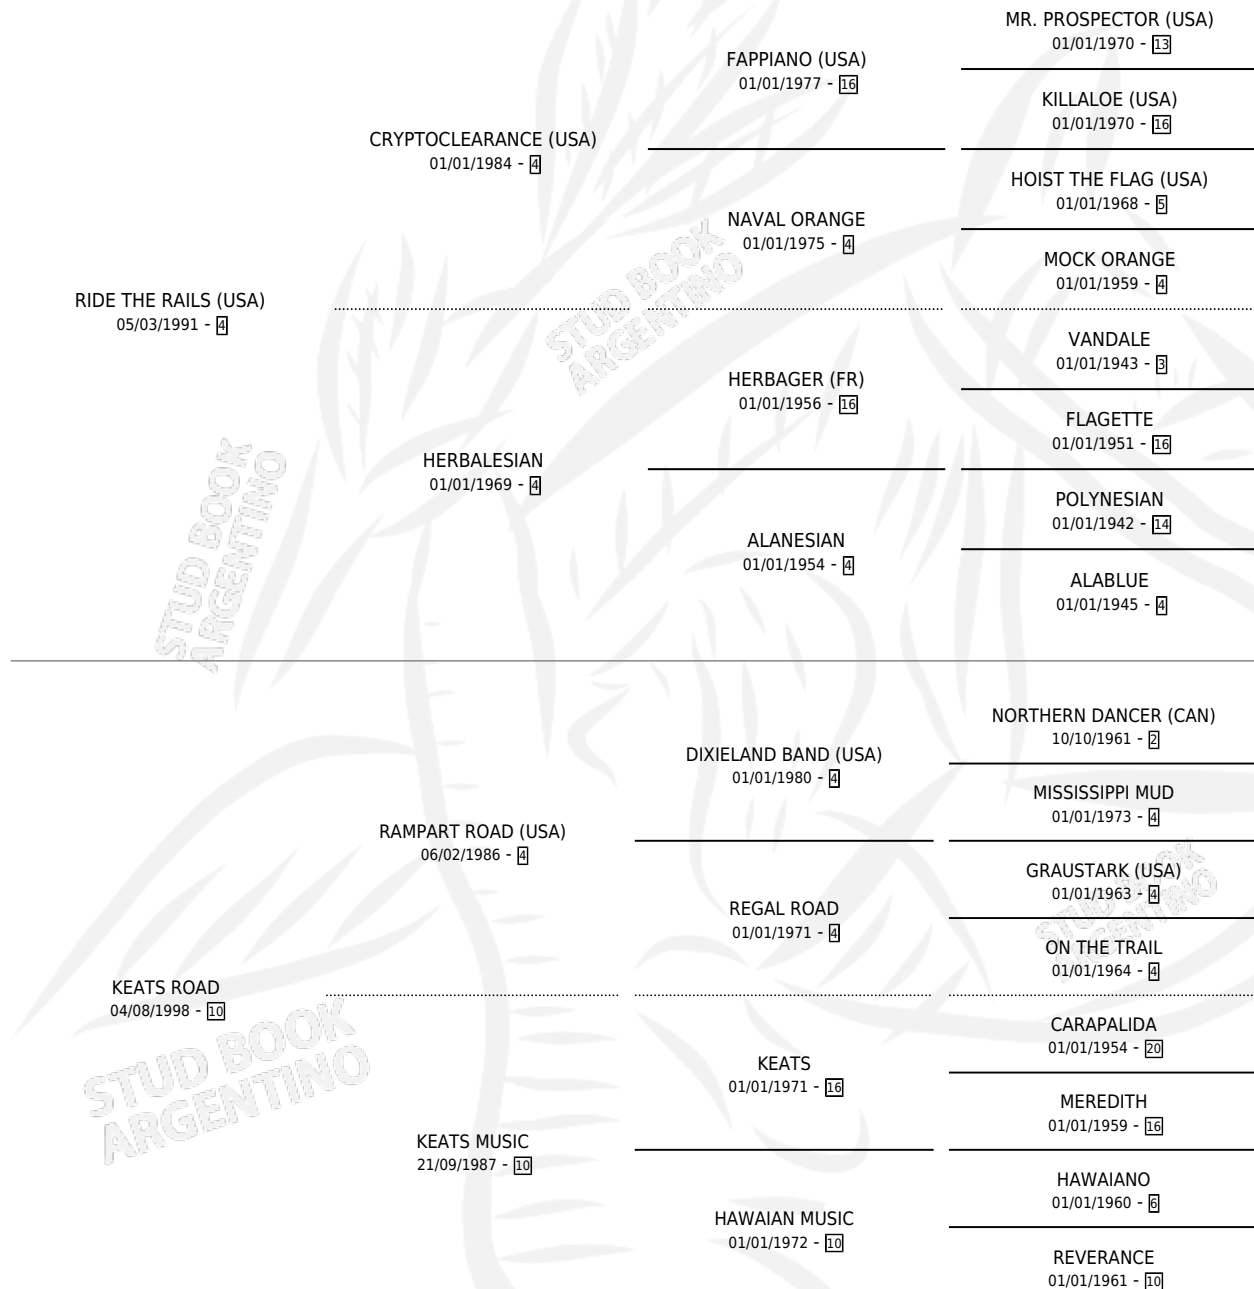 MR. PROSPECTOR (USA)
01/01/1970 - 13
FAPPIANO (USA)
01/01/1977 - 16
KILLALOE (USA)
01/01/1970 - 16
CRYPTOCLEARANCE (USA)
01/01/1984 - 4
HOIST THE FLAG (USA)
01/01/1968 - 5
NAVAL ORANGE
01/01/1975 - 4
MOCK ORANGE
01/01/1959 - 4
RIDE THE RAILS (USA)
05/03/1991 - 4
VANDALE
01/01/1943 - 3
HERBAGER (FR)
01/01/1956 - 16
FLAGETTE
01/01/1951 - 16
HERBALESIAN
01/01/1969 - 4
POLYNESIAN
01/01/1942 - 14
ALANESIAN
01/01/1954 - 4
ALABLUE
01/01/1945 - 4
NORTHERN DANCER (CAN)
10/10/1961 - 2
DIXIELAND BAND (USA)
01/01/1980 - 4
MISSISSIPPI MUD
01/01/1973 - 4
RAMPART ROAD (USA)
06/02/1986 - 4
GRAUSTARK (USA)
01/01/1963 - 4
REGAL ROAD
01/01/1971 - 4
ON THE TRAIL
01/01/1964 - 4
KEATS ROAD
04/08/1998 - 10
CARAPALIDA
01/01/1954 - 20
KEATS
01/01/1971 - 16
MEREDITH
01/01/1959 - 16
KEATS MUSIC
21/09/1987 - 10
HAWAIANO
01/01/1960 - 6
HAWAIAN MUSIC
01/01/1972 - 10
REVERANCE
01/01/1961 - 10
STUD BOOK
ARGENTINO
STUD BOOK
ARGENTINO
STUD BOOK
ARGENTINO
STUD BOOK
ARGENTINO